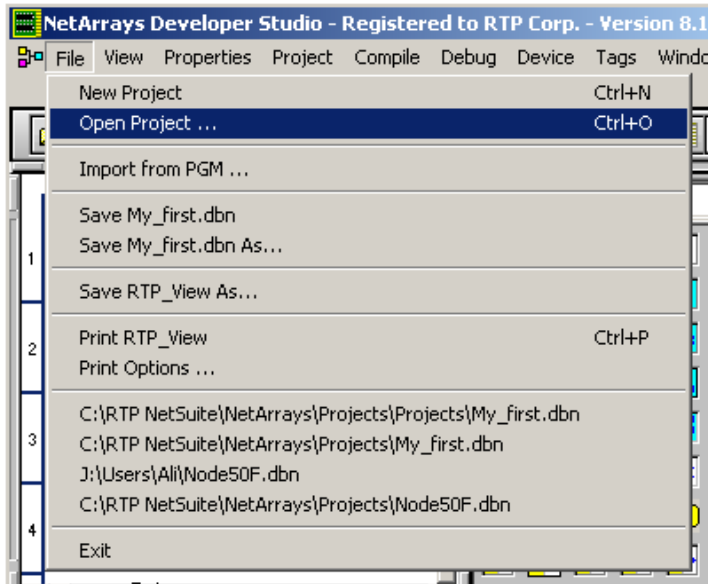 NetArrays Developer Studio - Registered to RTP Corp. - Version 8.1
File View Properties Project Compile Debug Device Tags Windo
New Project Ctrl+N
Open Project ... Ctrl+O
Import from PGM ...
Save My_first.dbn
Save My_first.dbn As...
1
Save RTP_View As...
Print RTP_View Ctrl+P
2
Print Options ...
C:\RTP NetSuite\NetArrays\Projects\Projects\My_first.dbn
3
C:\RTP NetSuite\NetArrays\Projects\My_first.dbn
J:\Users\Ali\Node50F.dbn
C:\RTP NetSuite\NetArrays\Projects\Node50F.dbn
4
Exit